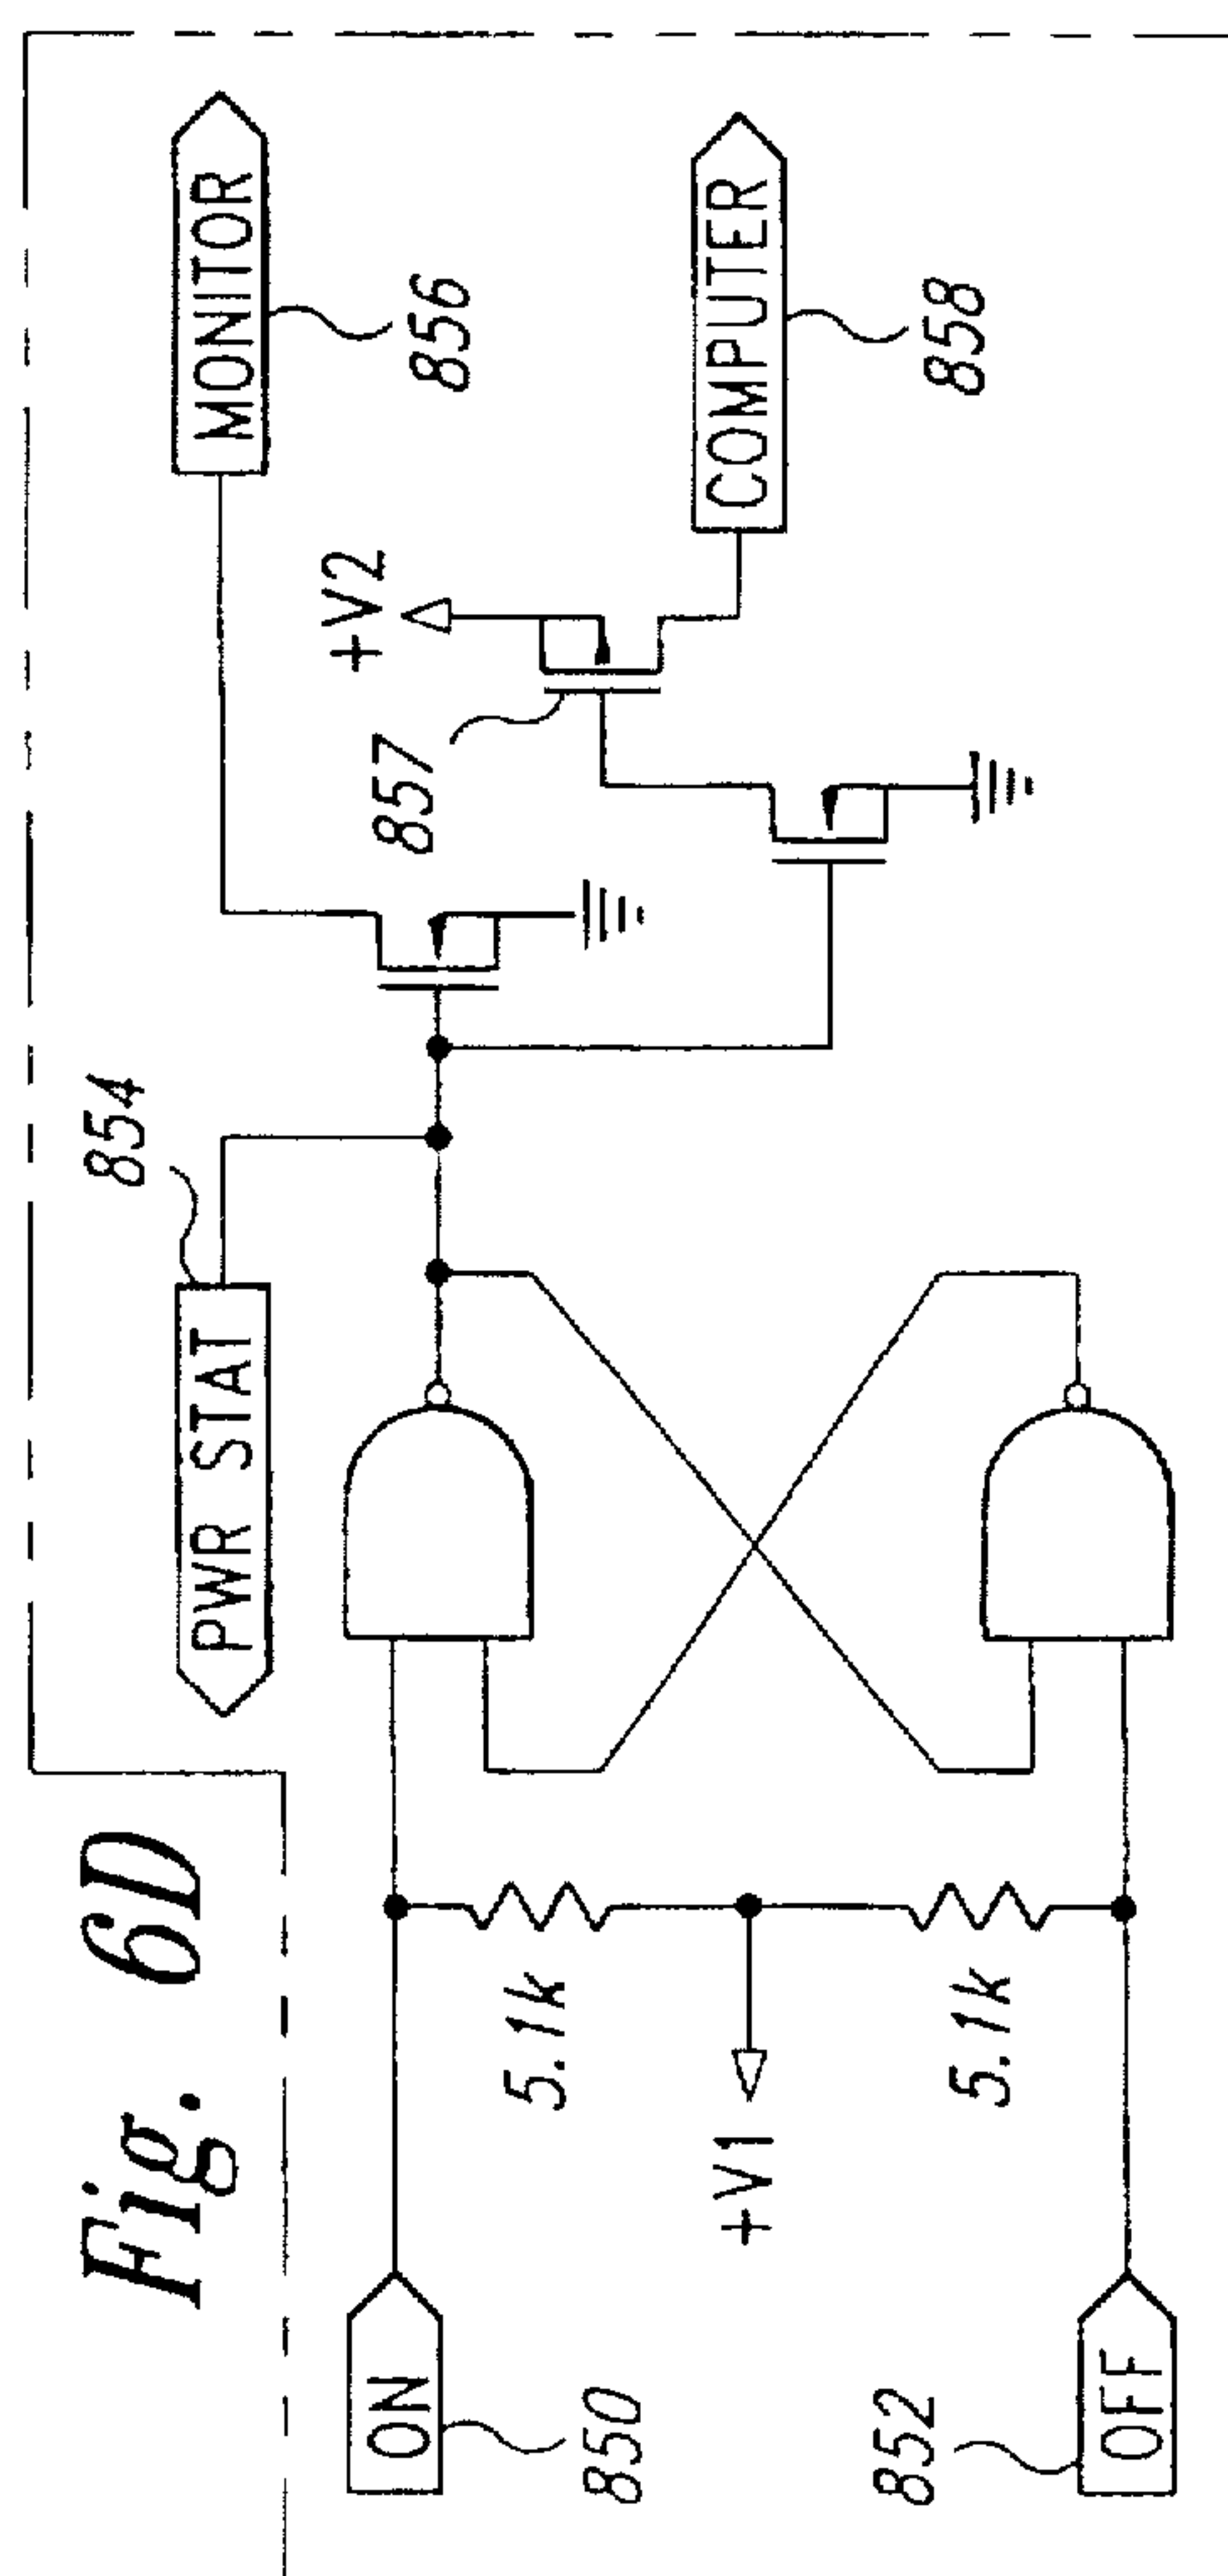 Fig. 6D
PWR STAT
854
MONITOR
856
+V2
857
COMPUTER
858
ON
850
5.1k
+V1
5.1k
852
OFF